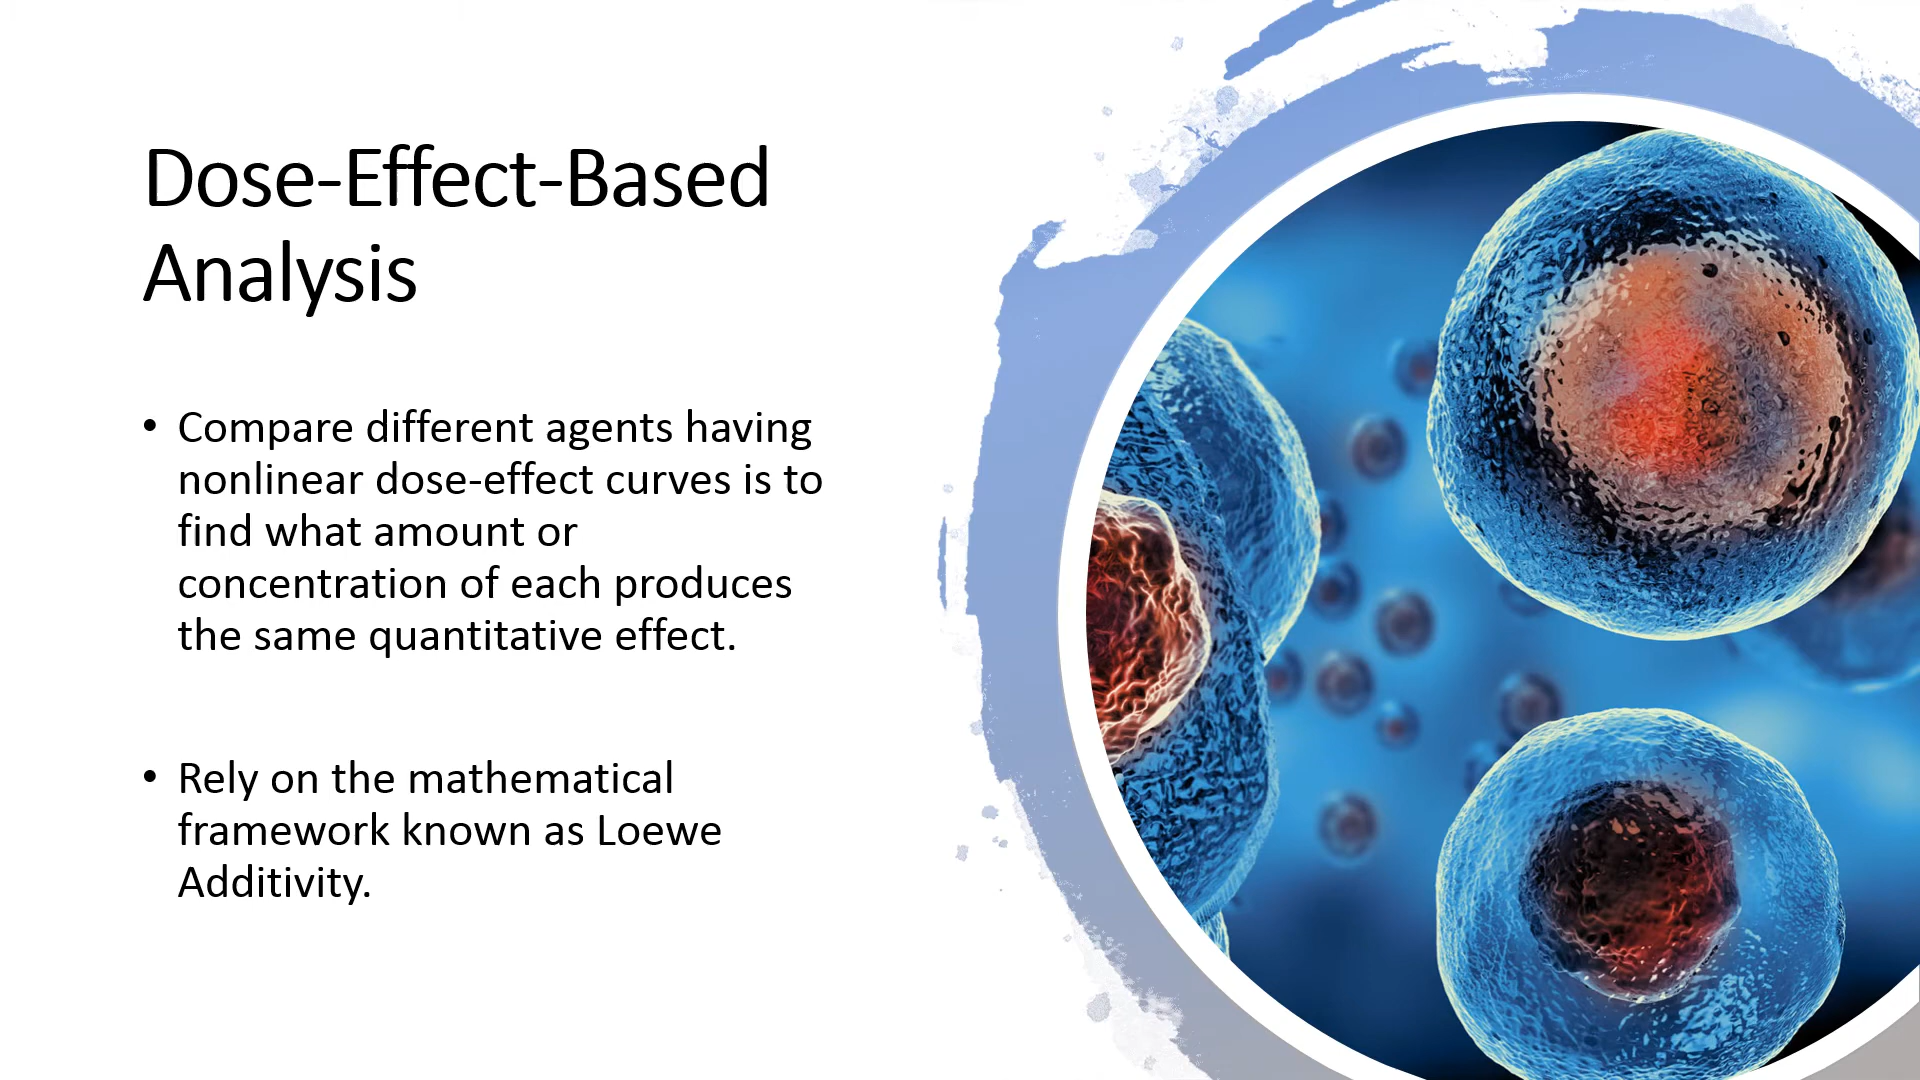 Dose-Effect-Based
Analysis
• Compare different agents having
nonlinear dose-effect curves is to
find what amount or
concentration of each produces
the same quantitative effect.
• Rely on the mathematical
framework known as Loewe
Additivity.